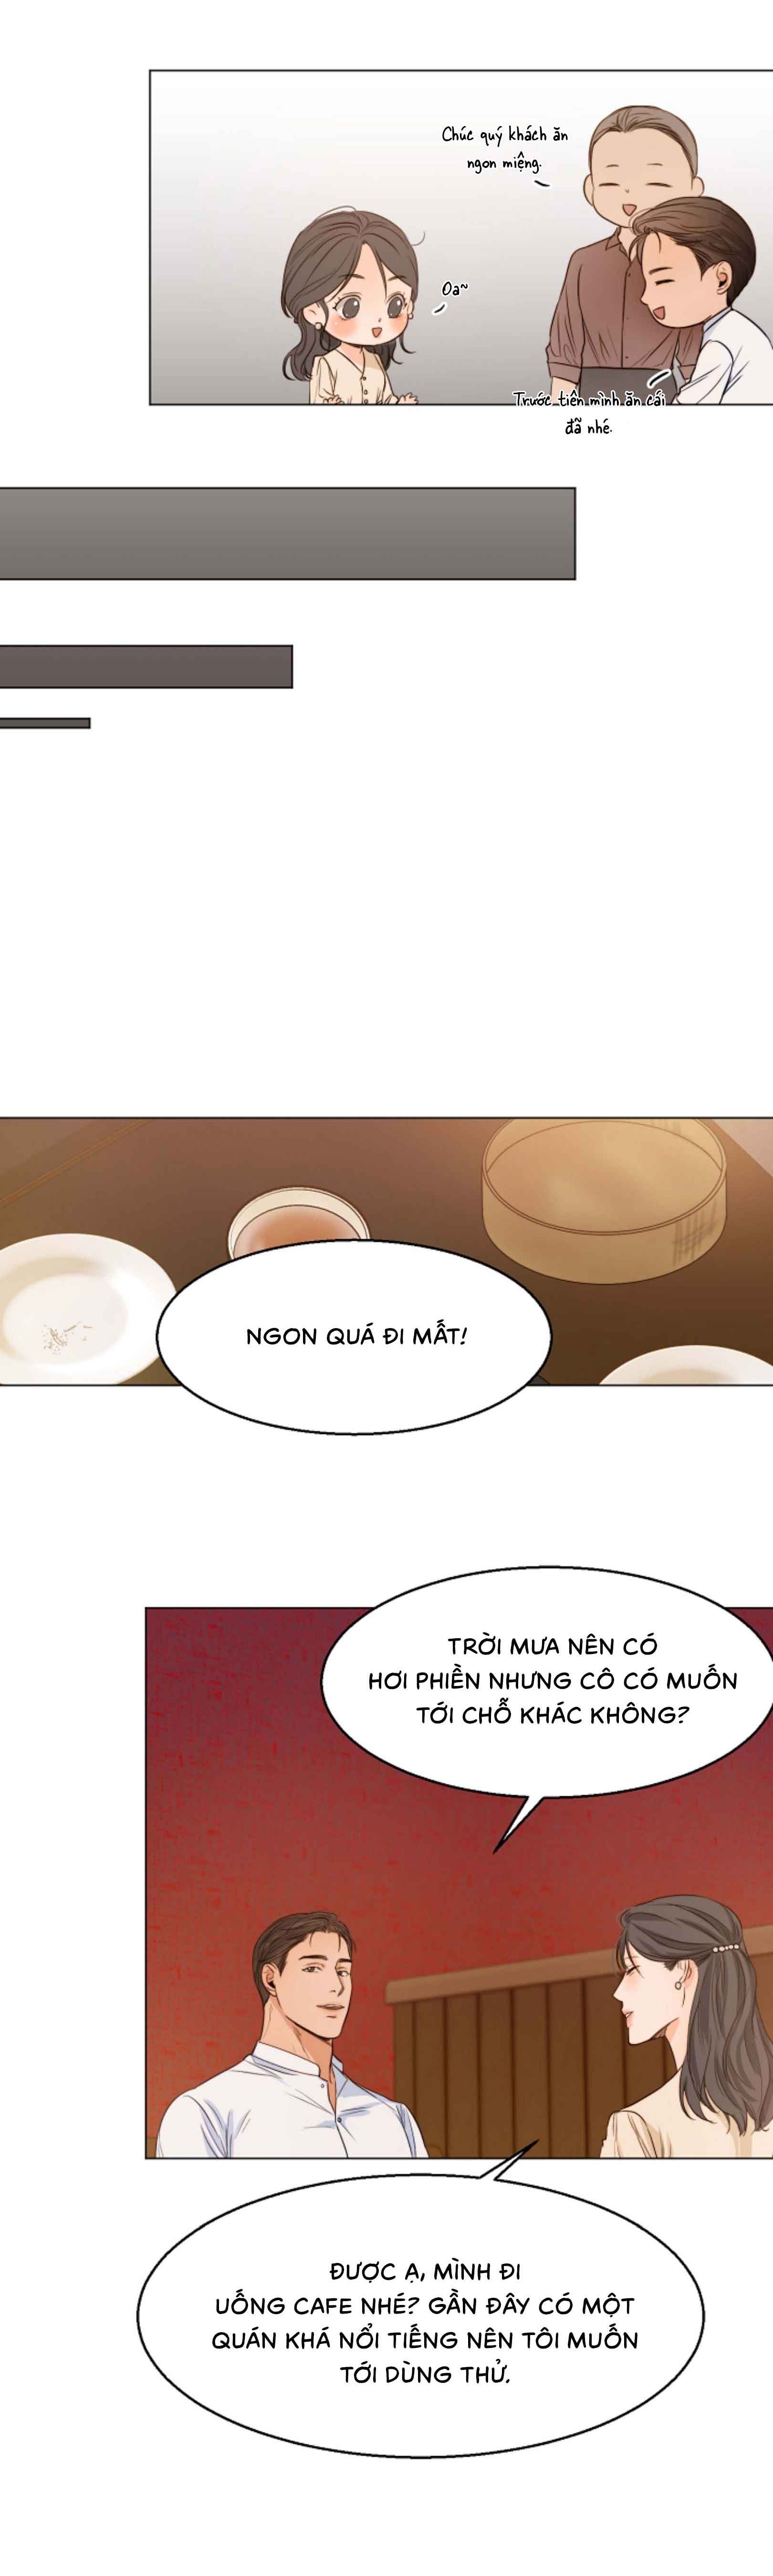 Chúc quý khách ăn
ngon miệng.
Oa~
Trước tiên mình ăn cái
đã nhé.
NGON QUÁ ĐI MẤT!
TRỜI MƯA NÊN CÓ
HƠI PHIỀN NHƯNG CÔ CÓ MUỐN
TỚI CHỖ KHÁC KHÔNG?
ĐƯỢC Ạ, MÌNH ĐI
UỐNG CAFE NHÉ? GẦN ĐÂY CÓ MỘT
QUÁN KHÁ NỔI TIẾNG NÊN TÔI MUỐN
TỚI DÙNG THỬ.